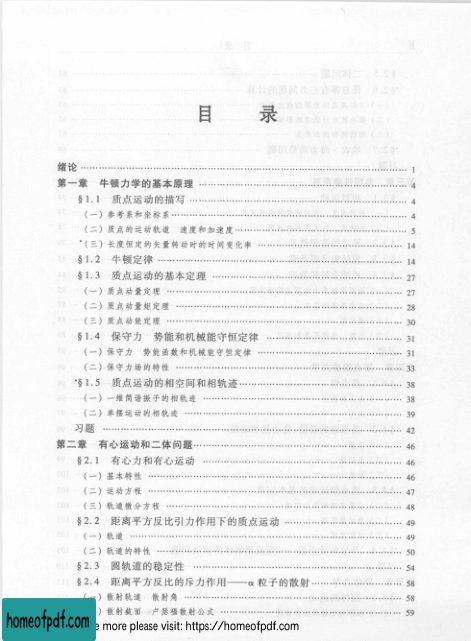 目 录
绪论 1
第一章 牛顿力学的基本原理 4
§1.1 质点运动的描写 4
(一)参考系和坐标系 4
(二)质点的运动轨道 速度和加速度 5
*(三)长度恒定的矢量转动时的时间变化率 14
§1.2 牛顿定律 14
§1.3 质点运动的基本定理 27
(一)质点动量定理 27
(二)质点动量矩定理 28
(三)质点动能定理 30
§1.4 保守力 势能和机械能守恒定律 31
(一)保守力 势能函数和机械能守恒定律 31
(二)保守力场的特性 33
*§1.5 质点运动的相空间和相轨迹 38
(一)一维简谐振子的相轨迹 38
(二)单摆运动的相轨迹 39
习题 42
第二章 有心运动和二体问题 46
§2.1 有心力和有心运动 46
(一)基本特性 46
(二)运动方程 47
(三)轨道微分方程 48
§2.2 距离平方反比引力作用下的质点运动 49
(一)轨道 49
(二)轨道的特性 50
§2.3 圆轨道的稳定性 54
§2.4 距离平方反比的斥力作用——α粒子的散射 58
(一)散射轨道 散射角 58
(二)散射截面 卢瑟福散射公式 59
homeofpdf.com
e more please visit: https://homeofpdf.com